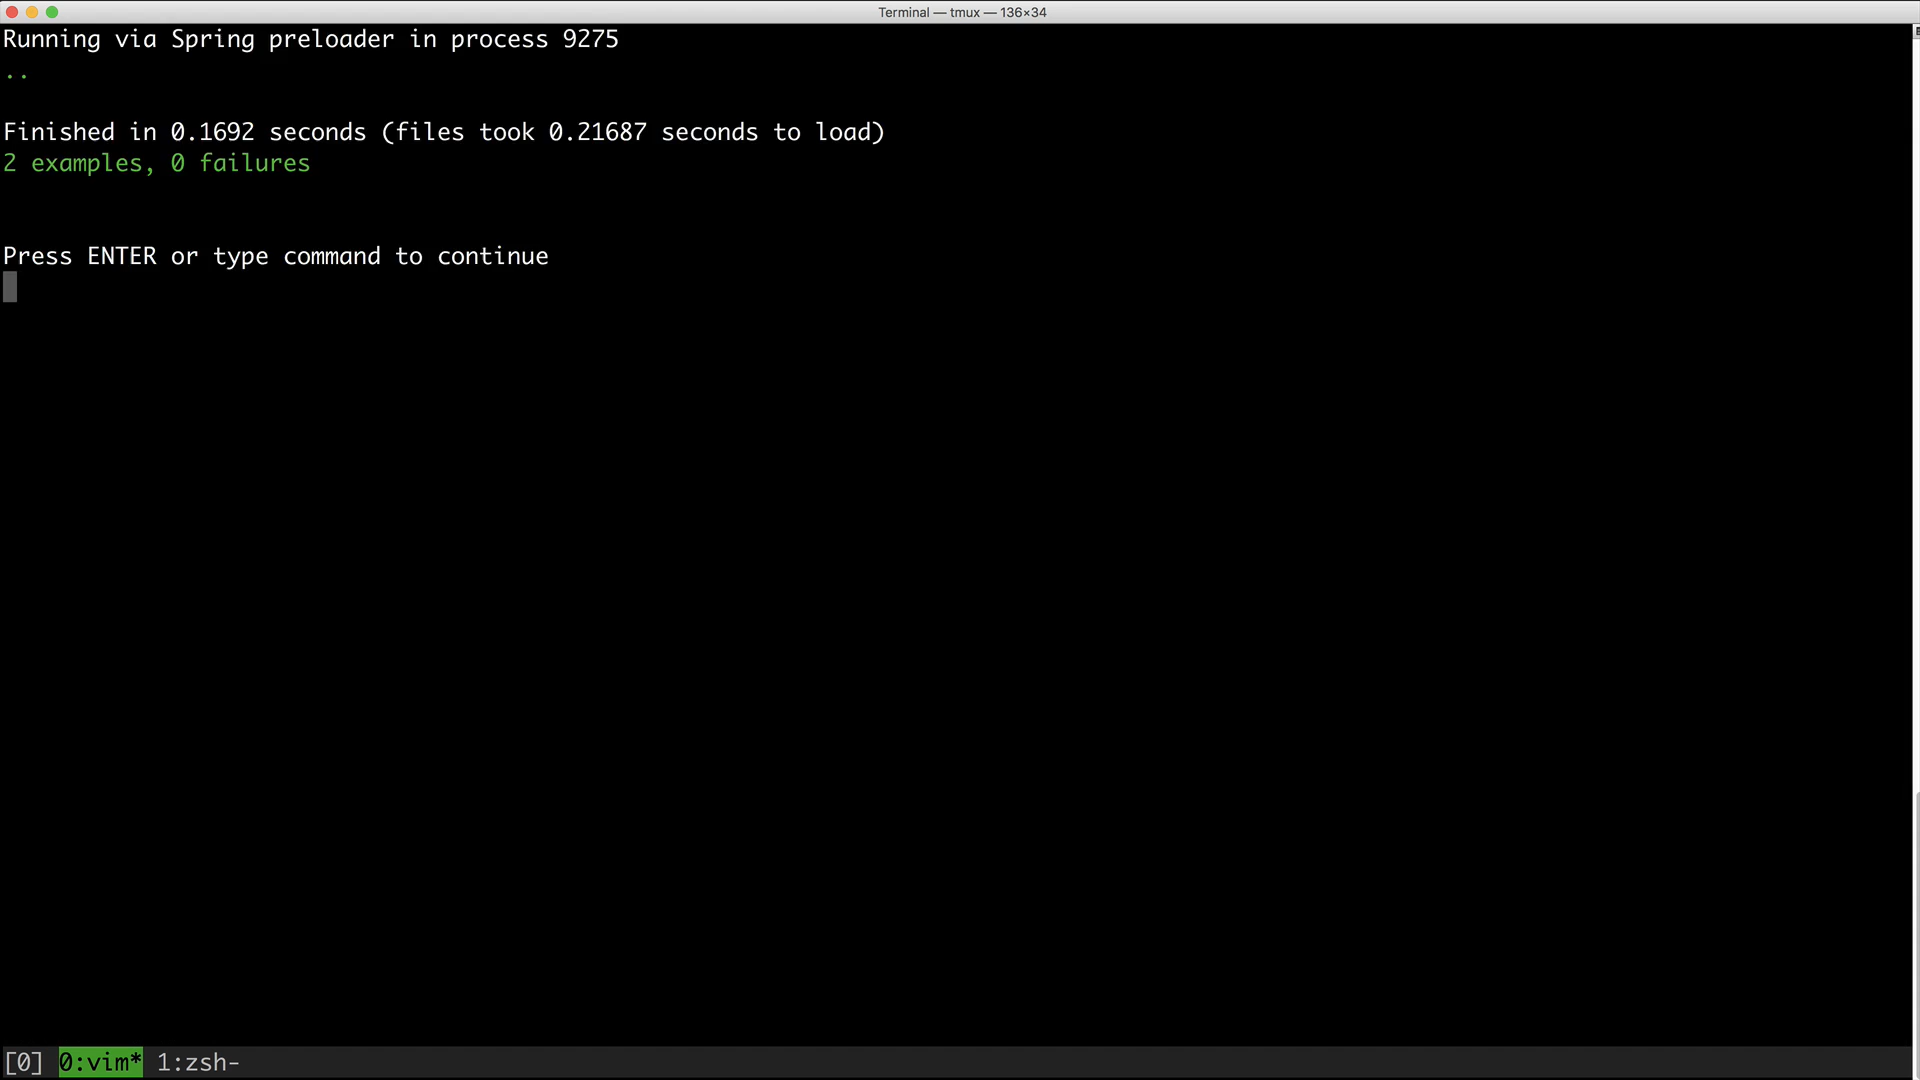 Terminal — tmux — 136×34
Running via Spring preloader in process 9275
..
Finished in 0.1692 seconds (files took 0.21687 seconds to load)
2 examples, 0 failures
Press ENTER or type command to continue
[0] 0:vim* 1:zsh-